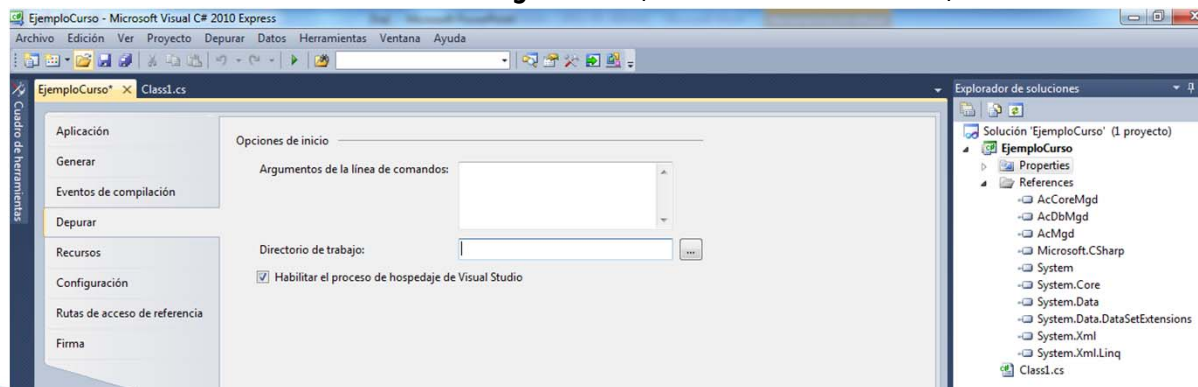 EjemploCurso - Microsoft Visual C# 2010 Express
Archivo Edición Ver Proyecto Depurar Datos Herramientas Ventana Ayuda
EjemploCurso* Class1.cs
Cuadro de herramientas
Aplicación
Generar
Eventos de compilación
Depurar
Recursos
Configuración
Rutas de acceso de referencia
Firma
Opciones de inicio
Argumentos de la línea de comandos:
Directorio de trabajo:
...
Habilitar el proceso de hospedaje de Visual Studio
Explorador de soluciones
Solución 'EjemploCurso' (1 proyecto)
EjemploCurso
Properties
References
AcCoreMgd
AcDbMgd
AcMgd
Microsoft.CSharp
System
System.Core
System.Data
System.Data.DataSetExtensions
System.Xml
System.Xml.Linq
Class1.cs